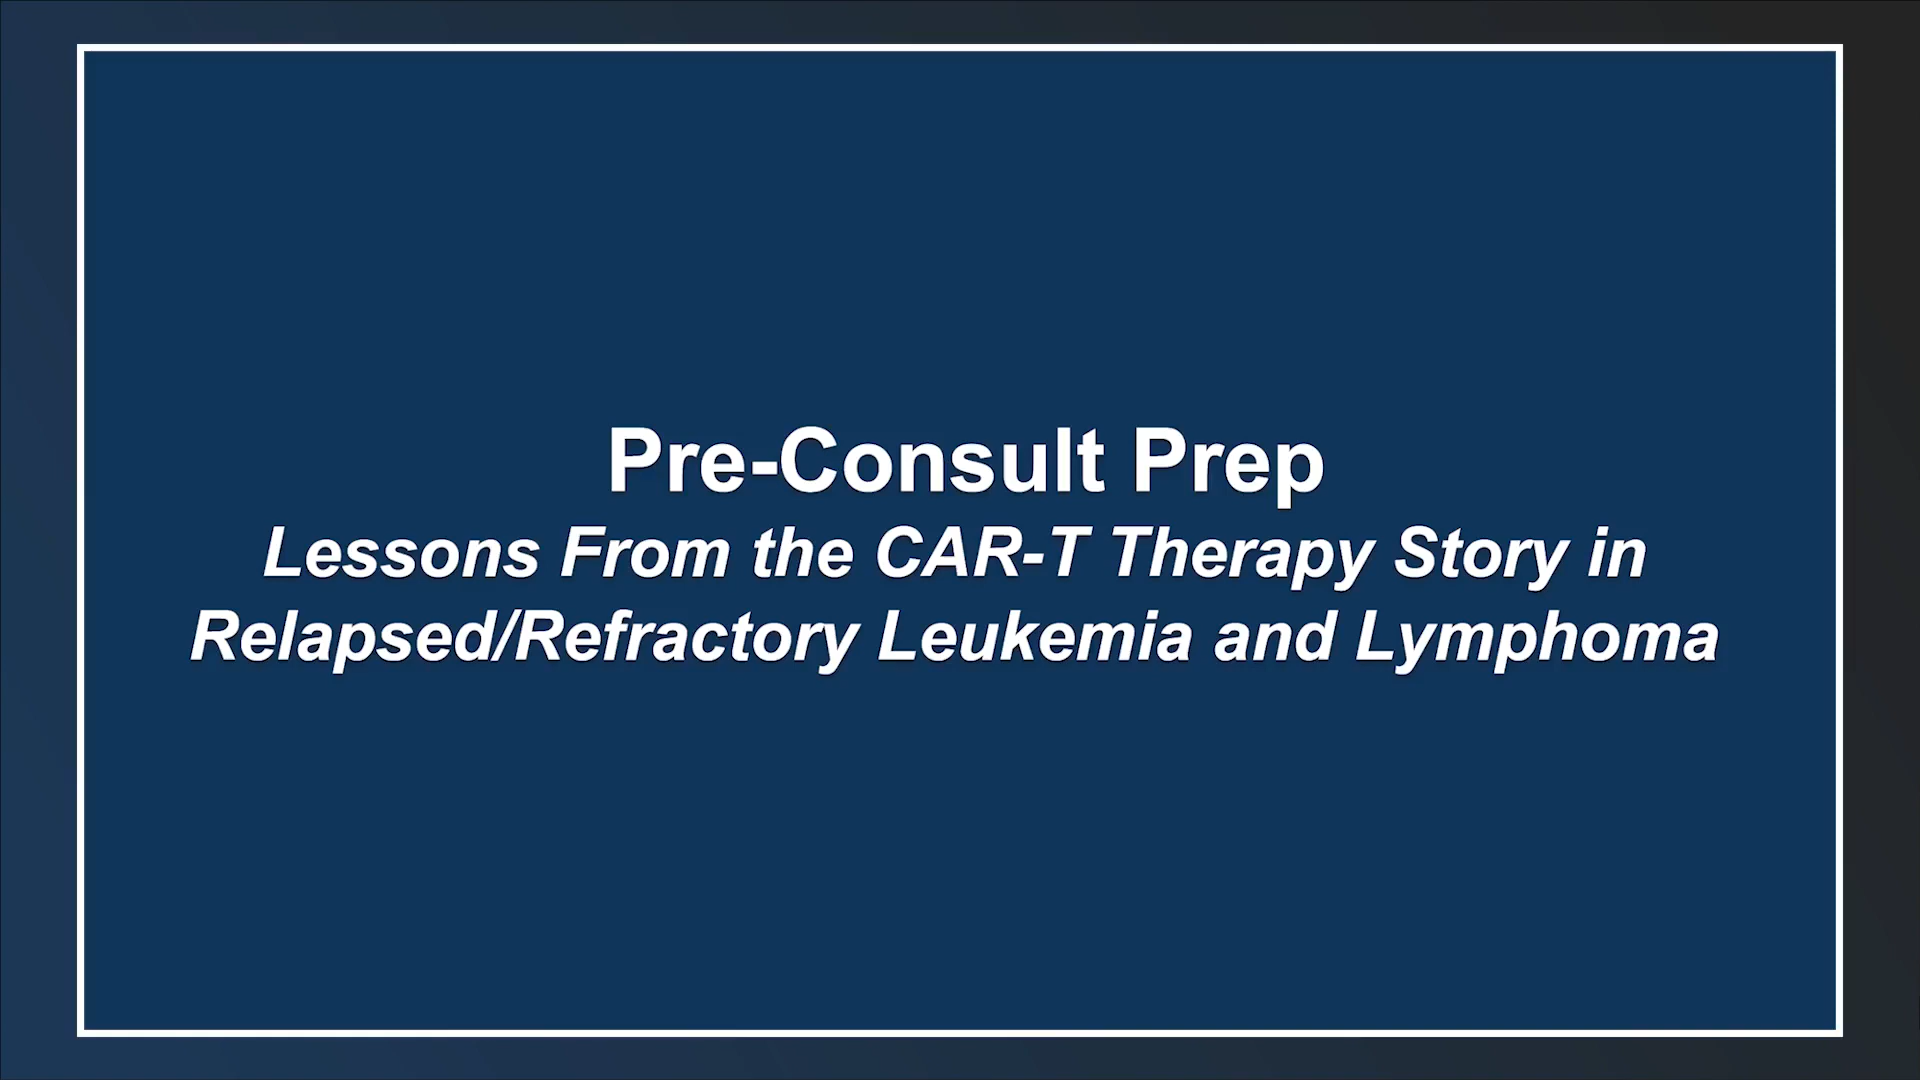 Pre-Consult Prep
Lessons From the CAR-T Therapy Story in
Relapsed/Refractory Leukemia and Lymphoma